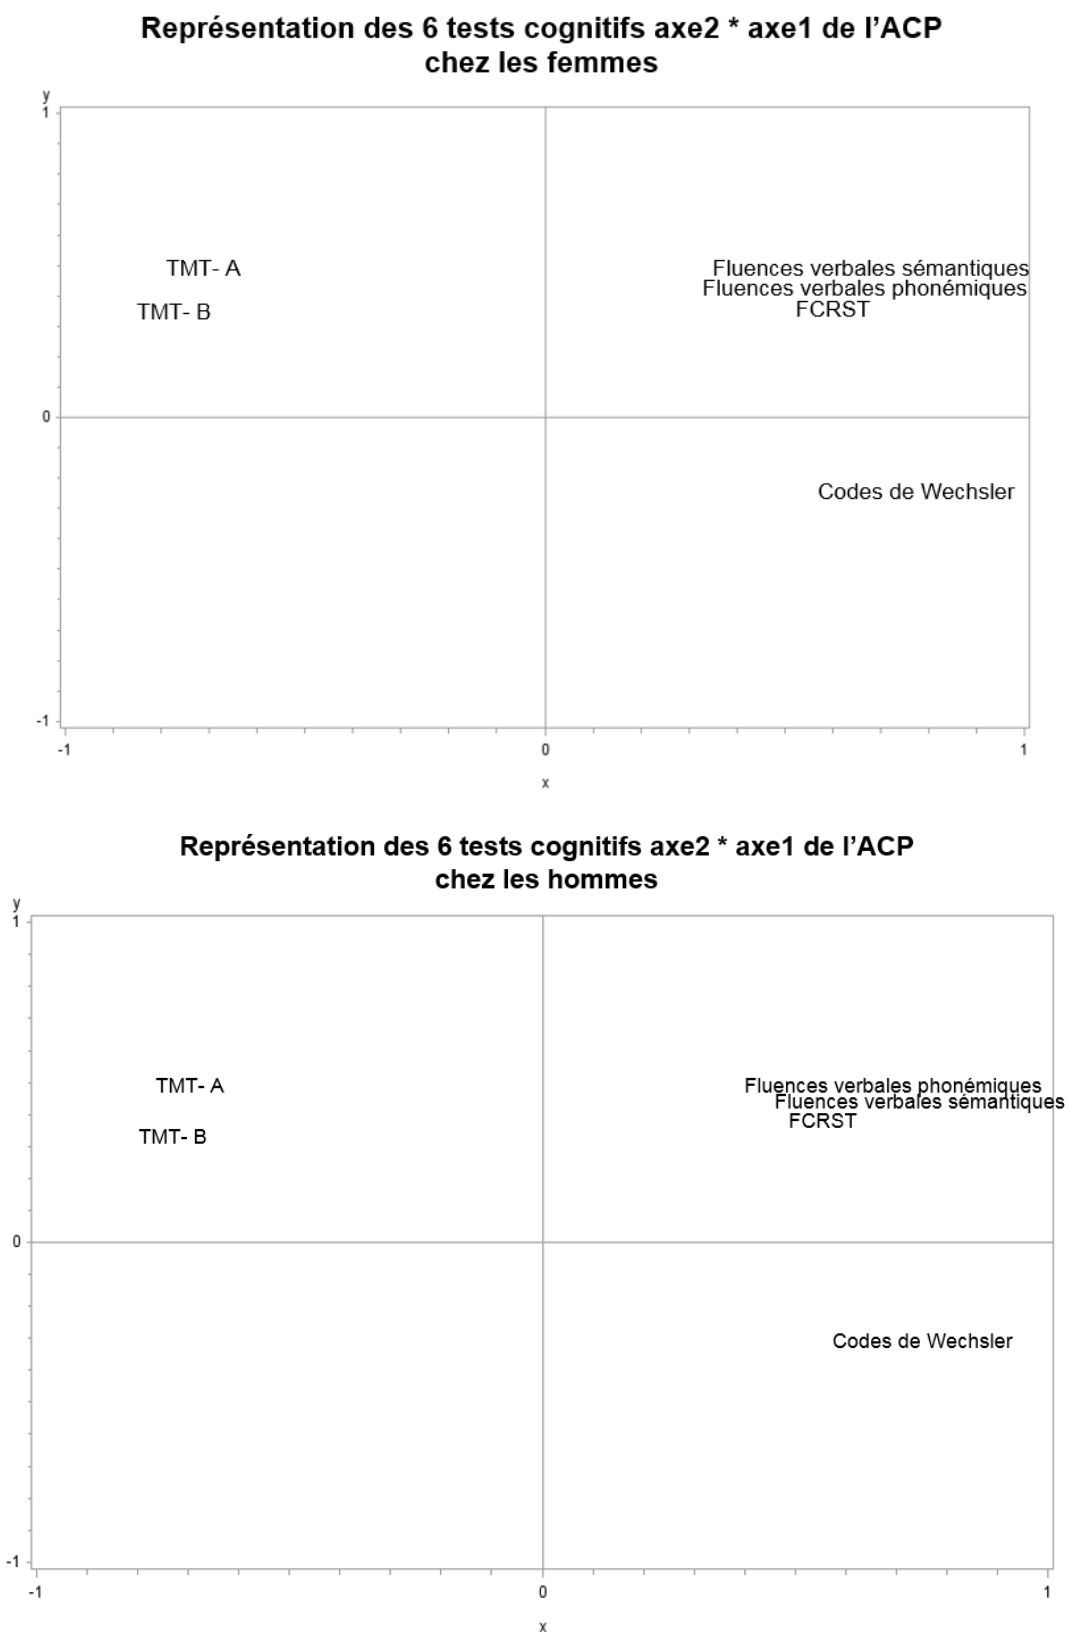 Représentation des 6 tests cognitifs axe2 * axe1 de l’ACP
chez les femmes
y
1
TMT- A
Fluences verbales sémantiques
Fluences verbales phonémiques
TMT- B
FCRST
0
Codes de Wechsler
-1
-1
0
1
x
Représentation des 6 tests cognitifs axe2 * axe1 de l’ACP
chez les hommes
y
1
TMT- A
Fluences verbales phonémiques
Fluences verbales sémantiques
FCRST
TMT- B
0
Codes de Wechsler
-1
-1
0
1
x